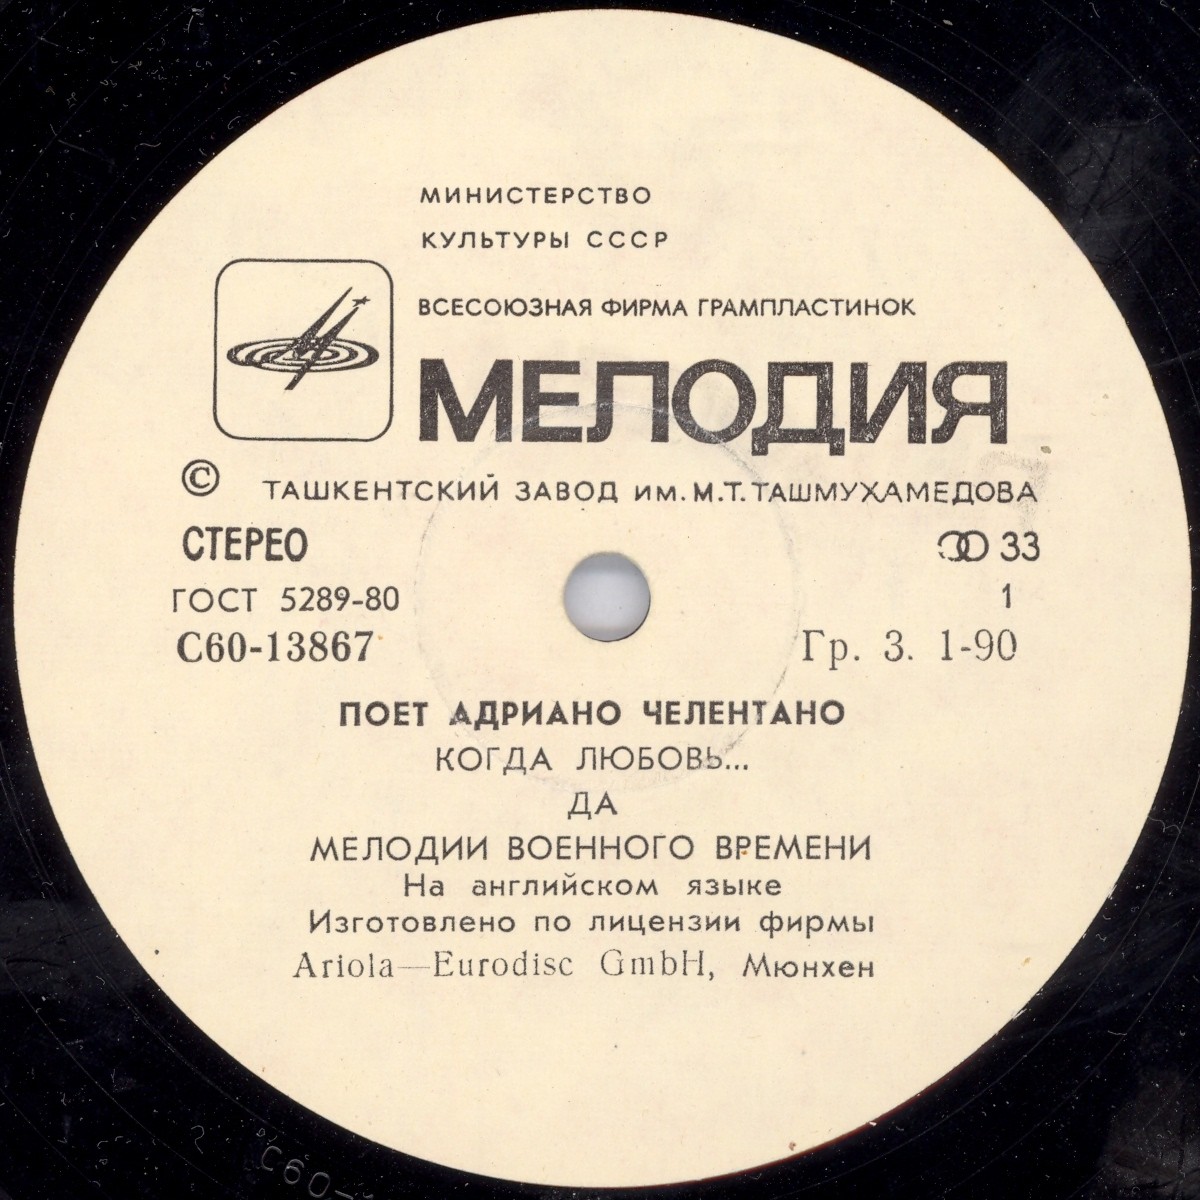 МИНИСТЕРСТВО
КУЛЬТУРЫ СССР
ВСЕСОЮЗНАЯ ФИРМА ГРАМПЛАСТИНОК
МЕЛОДИЯ
© ТАШКЕНТСКИЙ ЗАВОД им. М.Т. ТАШМУХАМЕДОВА
СТЕРЕО 33
ГОСТ 5289-80 1
С60-13867 Гр. 3. 1-90
ПОЕТ АДРИАНО ЧЕЛЕНТАНО
КОГДА ЛЮБОВЬ...
ДА
МЕЛОДИИ ВОЕННОГО ВРЕМЕНИ
На английском языке
Изготовлено по лицензии фирмы
Ariola—Eurodisc GmbH, Мюнхен
С60-